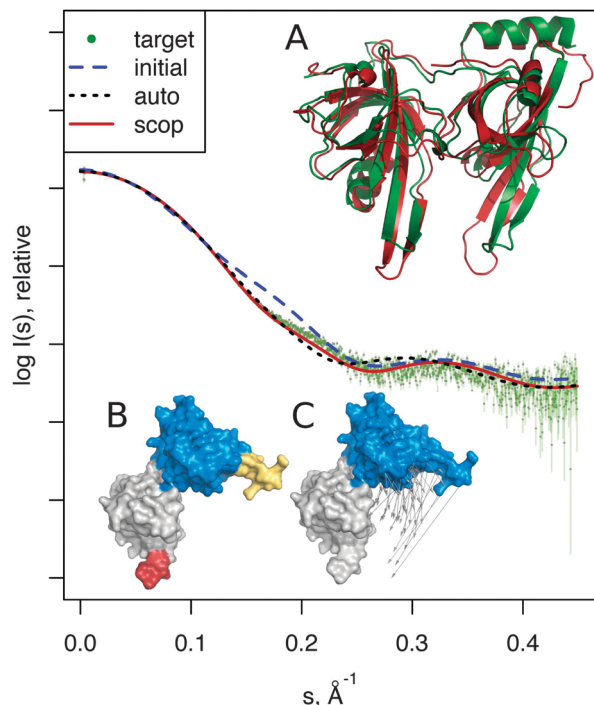 target
initial
auto
scop
A
log I(s), relative
B
C
0.0 0.1 0.2 0.3 0.4
s, Å⁻¹